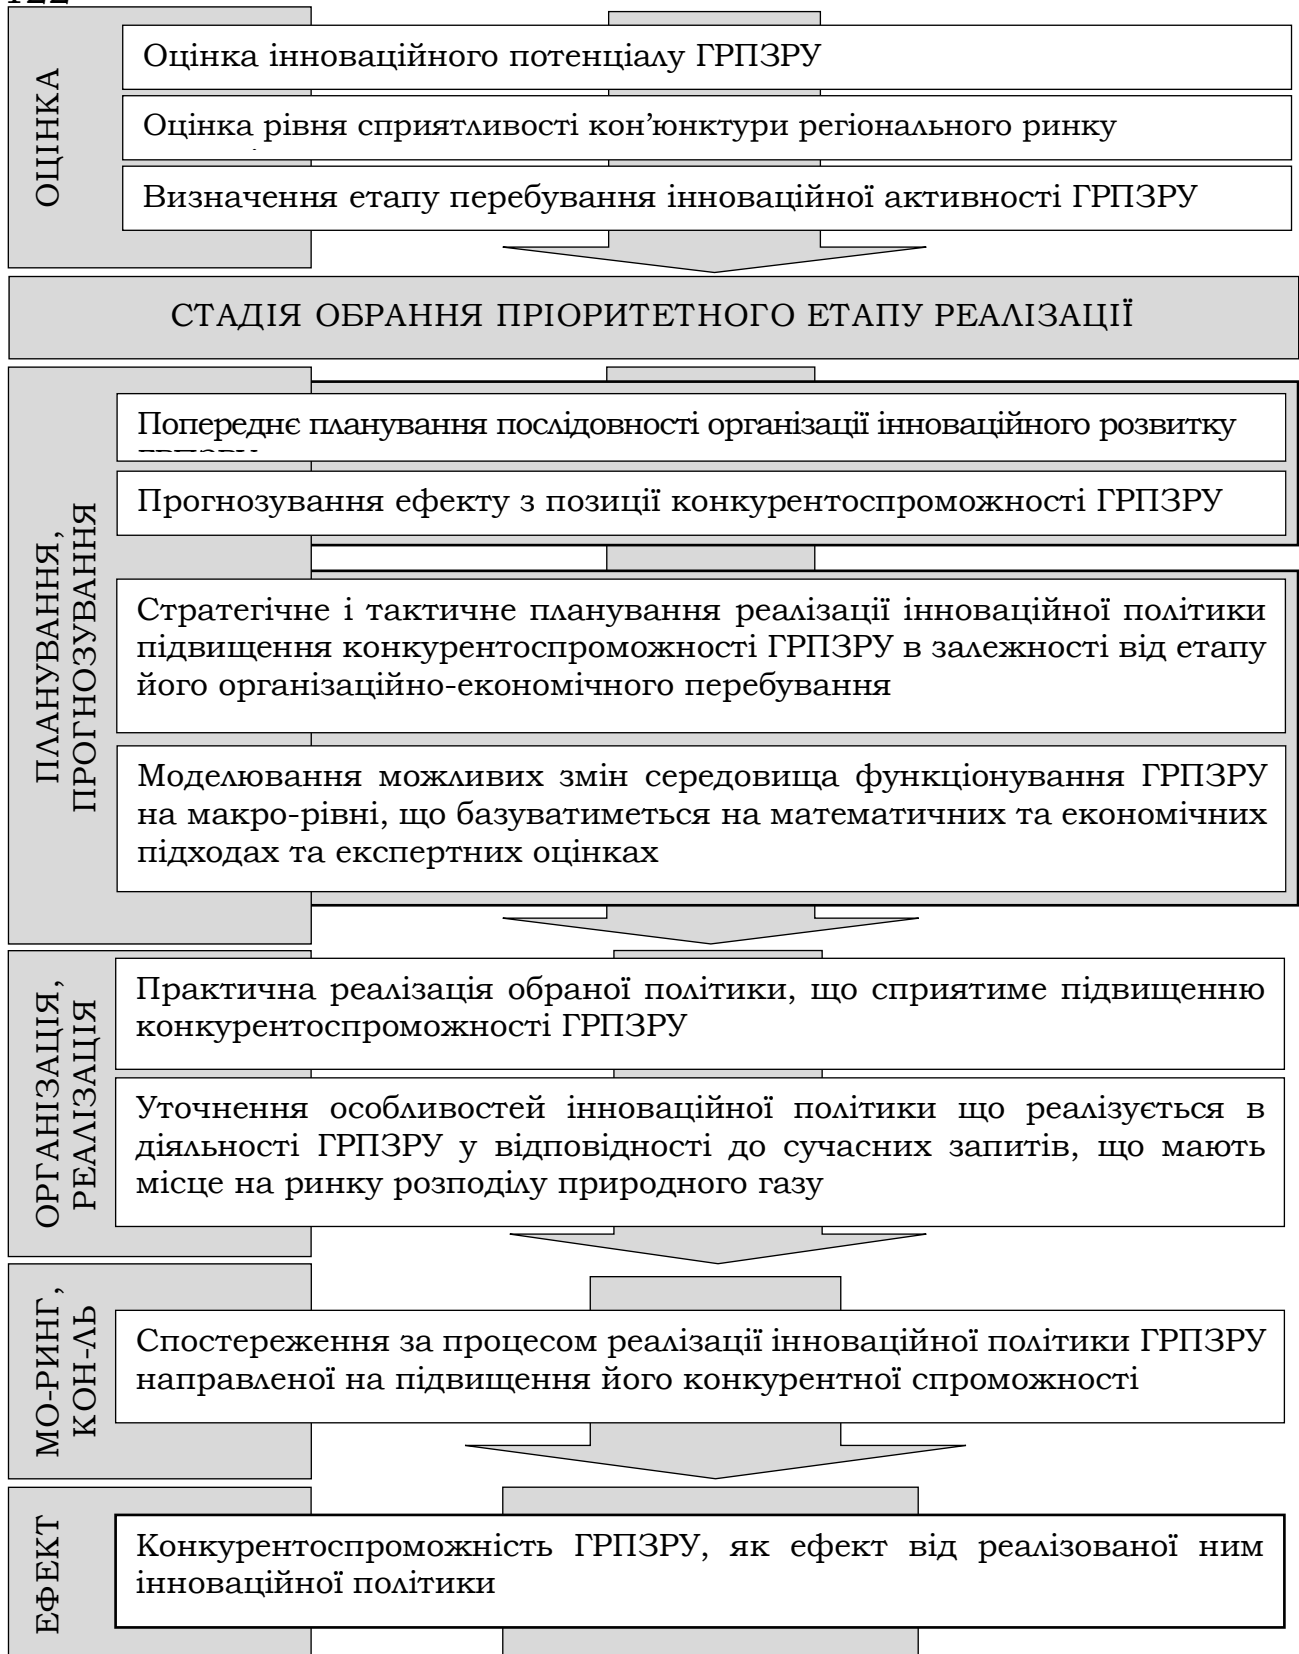 ОЦІНКА
Оцінка інноваційного потенціалу ГРПЗРУ
Оцінка рівня сприятливості кон’юнктури регіонального ринку
Визначення етапу перебування інноваційної активності ГРПЗРУ
СТАДІЯ ОБРАННЯ ПРІОРИТЕТНОГО ЕТАПУ РЕАЛІЗАЦІЇ
ПЛАНУВАННЯ,
ПРОГНОЗУВАННЯ
Попереднє планування послідовності організації інноваційного розвитку
Прогнозування ефекту з позиції конкурентоспроможності ГРПЗРУ
Стратегічне і тактичне планування реалізації інноваційної політики
підвищення конкурентоспроможності ГРПЗРУ в залежності від етапу
його організаційно-економічного перебування
Моделювання можливих змін середовища функціонування ГРПЗРУ
на макро-рівні, що базуватиметься на математичних та економічних
підходах та експертних оцінках
ОРГАНІЗАЦІЯ,
РЕАЛІЗАЦІЯ
Практична реалізація обраної політики, що сприятиме підвищенню
конкурентоспроможності ГРПЗРУ
Уточнення особливостей інноваційної політики що реалізується в
діяльності ГРПЗРУ у відповідності до сучасних запитів, що мають
місце на ринку розподілу природного газу
МО-РИНГ,
КОН-ЛЬ
Спостереження за процесом реалізації інноваційної політики ГРПЗРУ
направленої на підвищення його конкурентної спроможності
ЕФЕКТ
Конкурентоспроможність ГРПЗРУ, як ефект від реалізованої ним
інноваційної політики